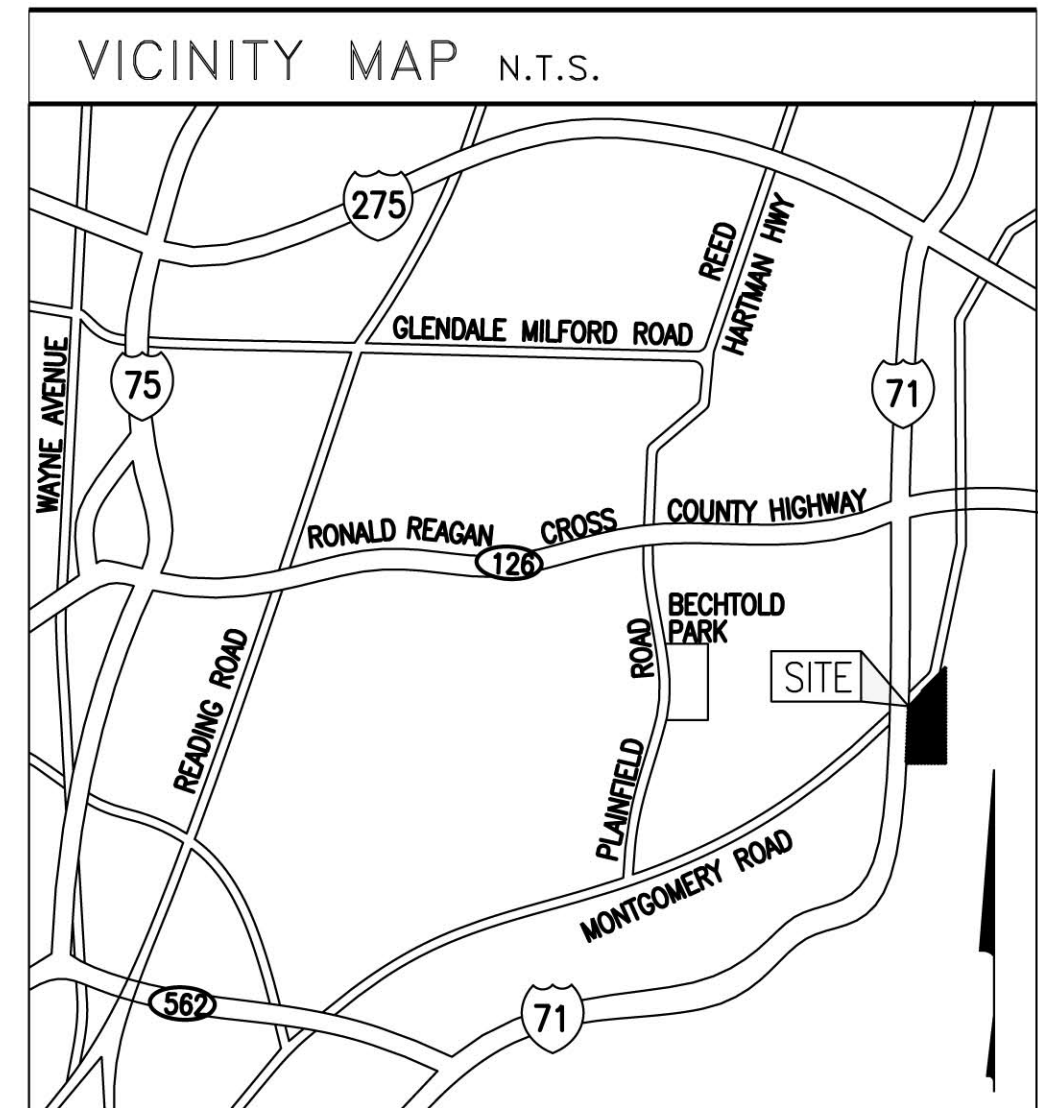 VICINITY MAP N.T.S.
275
REED
HARTMAN HWY
GLENDALE MILFORD ROAD
WAYNE AVENUE
75
71
RONALD REAGAN CROSS COUNTY HIGHWAY
126
BECHTOLD
PARK
SITE
READING ROAD
PLAINFIELD ROAD
MONTGOMERY ROAD
562
71